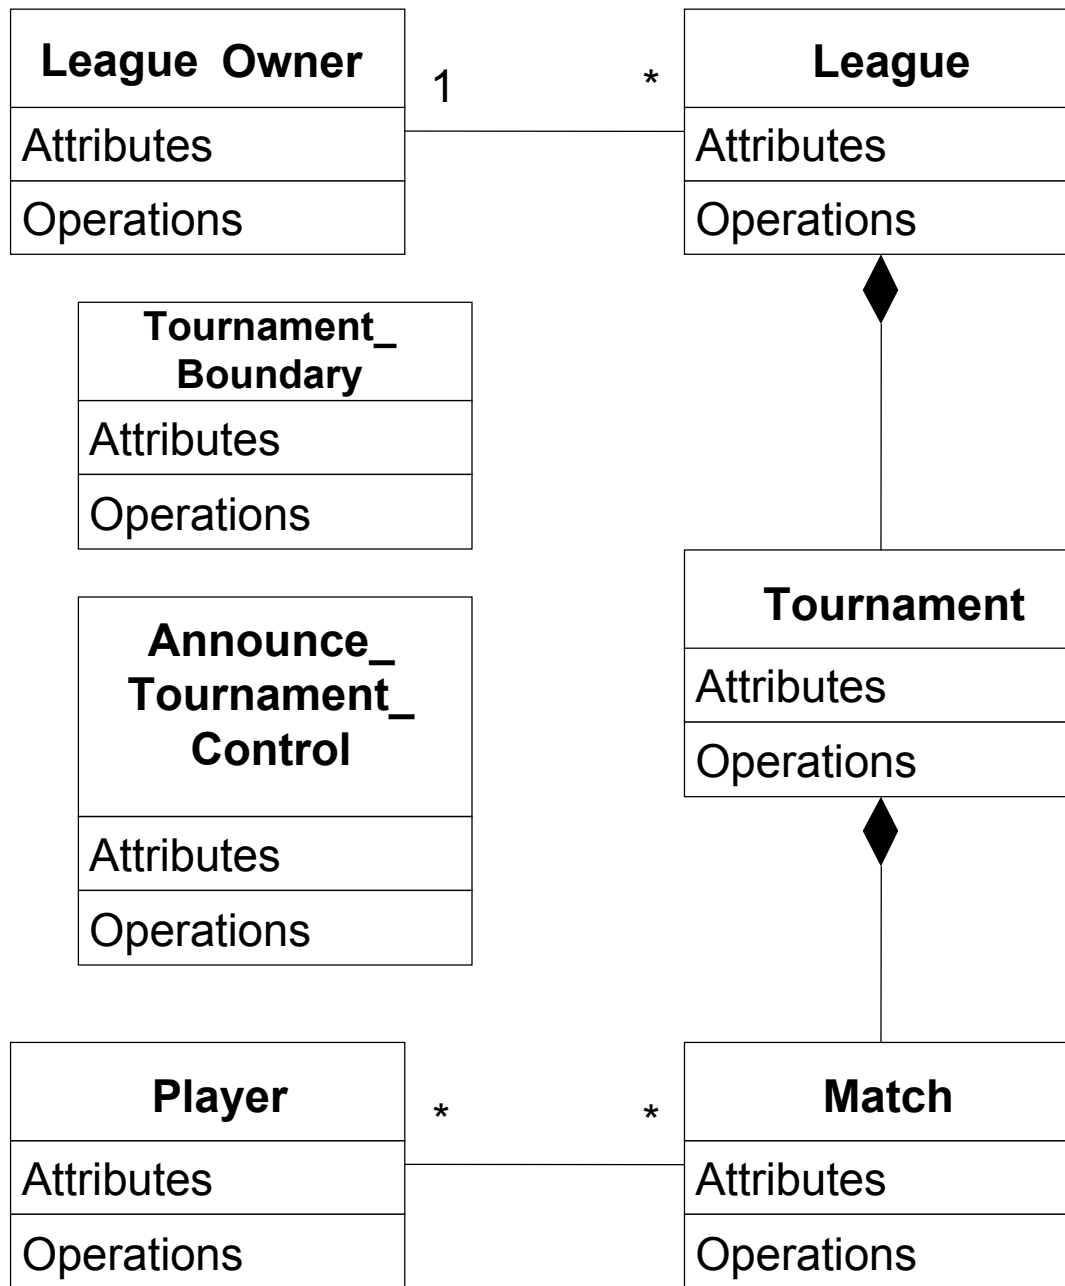 League Owner
1
*
League
Attributes
Attributes
Operations
Operations
Tournament_
Boundary
Attributes
Operations
Tournament
Attributes
Operations
Announce_
Tournament_
Control
Attributes
Operations
Player
*
*
Match
Attributes
Attributes
Operations
Operations